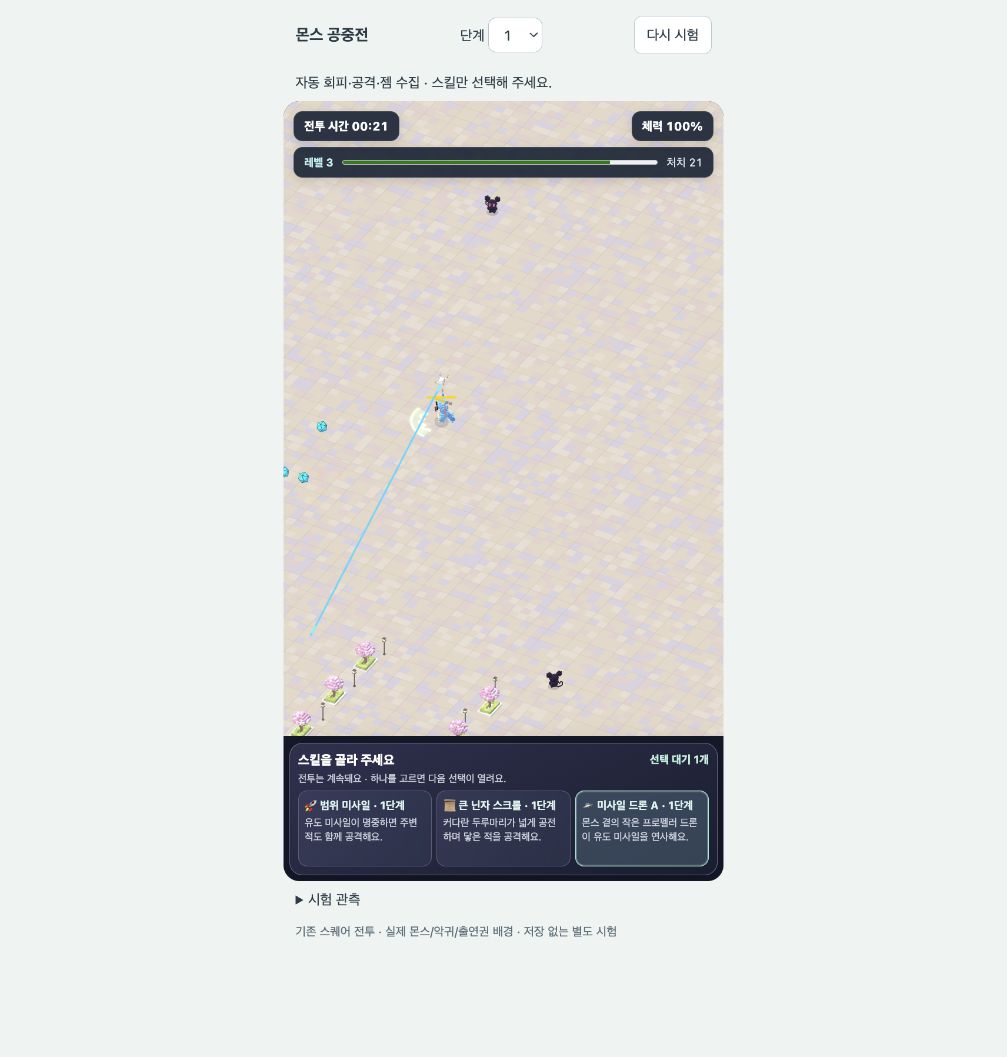 몬스 공중전
단계 1
다시 시험
자동 회피·공격·젬 수집 · 스킬만 선택해 주세요.
전투 시간 00:21
체력 100%
레벨 3
처치 21
스킬을 골라 주세요
선택 대기 1개
전투는 계속돼요 · 하나를 고르면 다음 선택이 열려요.
범위 미사일 · 1단계
유도 미사일이 명중하면 주변
적도 함께 공격해요.
큰 닌자 스크롤 · 1단계
커다란 두루마리가 넓게 공전
하며 닿은 적을 공격해요.
미사일 드론 A · 1단계
몬스 곁의 작은 프로펠러 드론
이 유도 미사일을 연사해요.
▶ 시험 관측
기존 스퀘어 전투 · 실제 몬스/악귀/출연권 배경 · 저장 없는 별도 시험